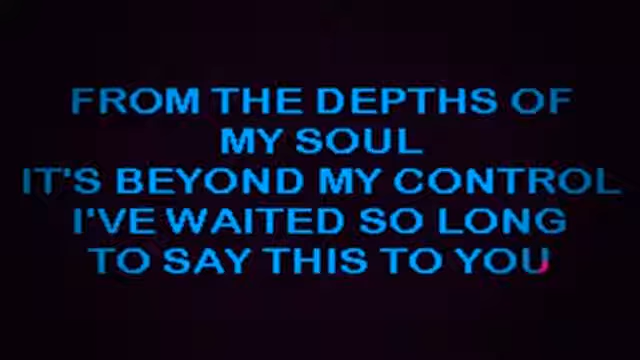 FROM THE DEPTHS OF
MY SOUL
IT'S BEYOND MY CONTROL
I'VE WAITED SO LONG
TO SAY THIS TO YOU